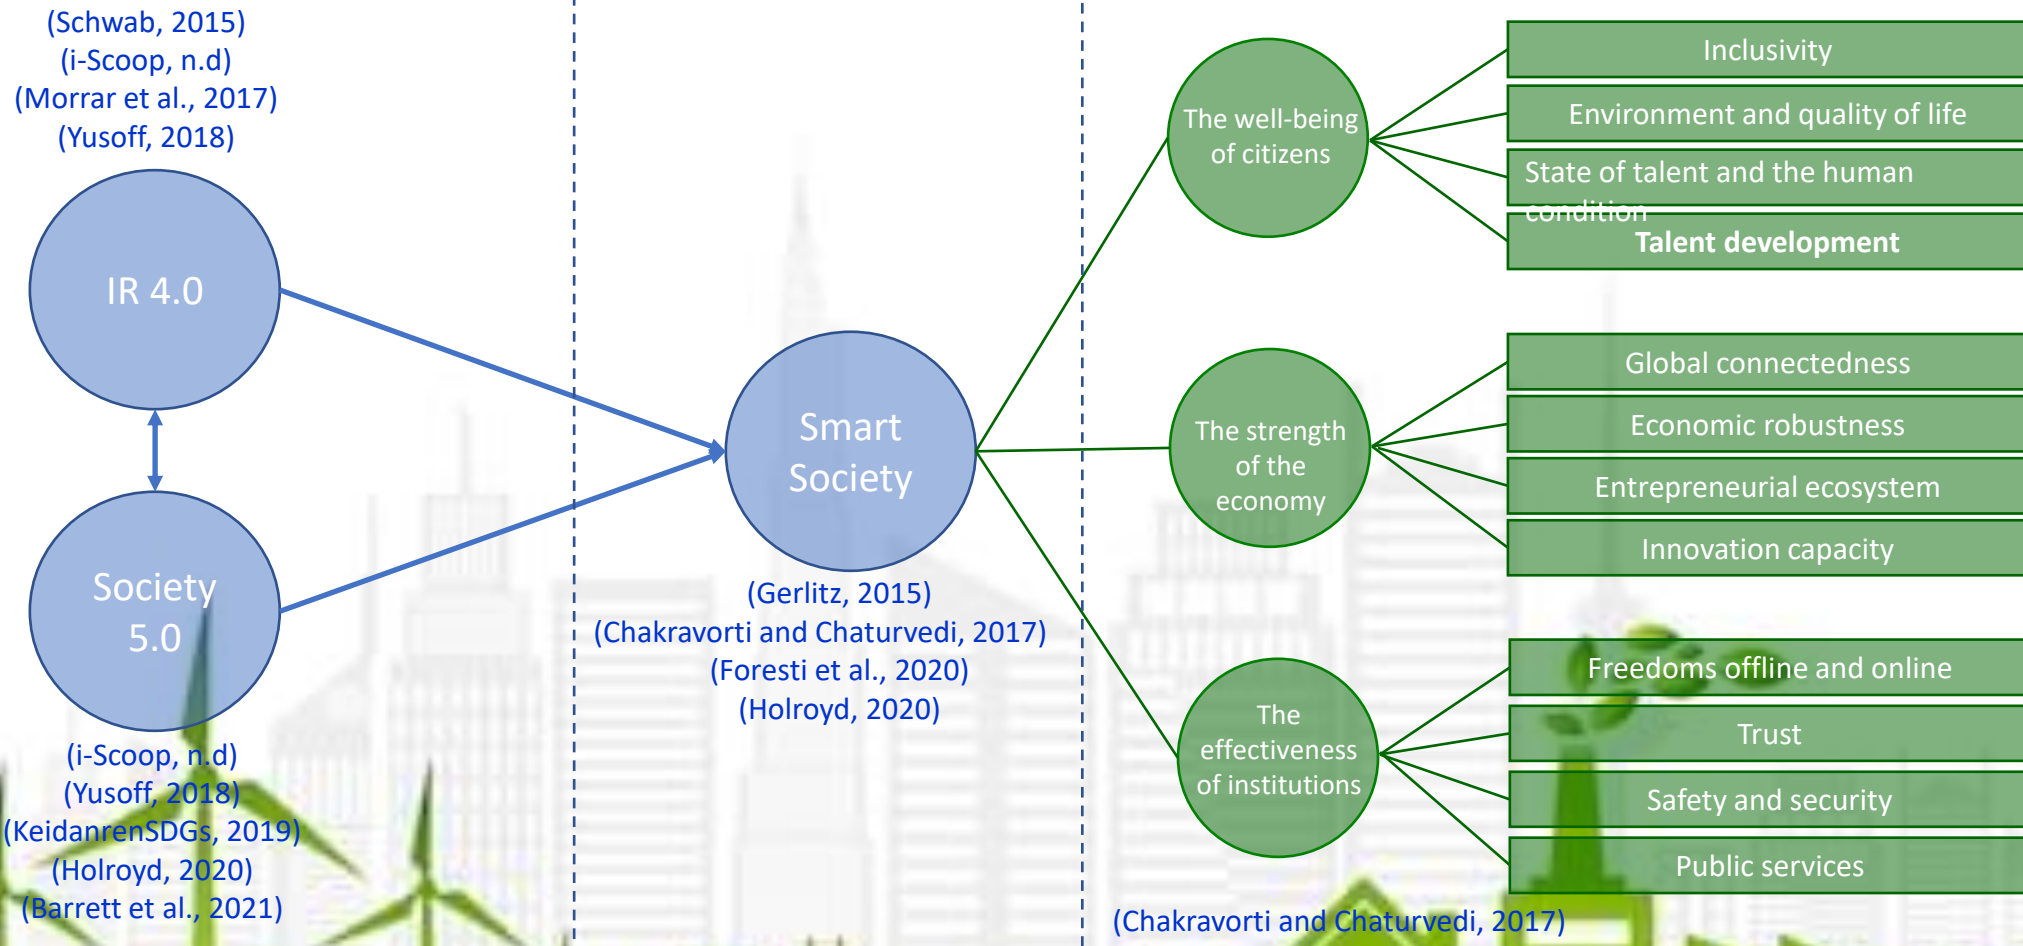 (Schwab, 2015)
(i-Scoop, n.d)
(Morrar et al., 2017)
(Yusoff, 2018)
IR 4.0
Society
5.0
(i-Scoop, n.d)
(Yusoff, 2018)
(KeidanrenSDGs, 2019)
(Holroyd, 2020)
(Barrett et al., 2021)
Smart
Society
(Gerlitz, 2015)
(Chakravorti and Chaturvedi, 2017)
(Foresti et al., 2020)
(Holroyd, 2020)
The well-being
of citizens
Inclusivity
Environment and quality of life
State of talent and the human
condition
Talent development
The strength
of the
economy
Global connectedness
Economic robustness
Entrepreneurial ecosystem
Innovation capacity
The
effectiveness
of institutions
Freedoms offline and online
Trust
Safety and security
Public services
(Chakravorti and Chaturvedi, 2017)